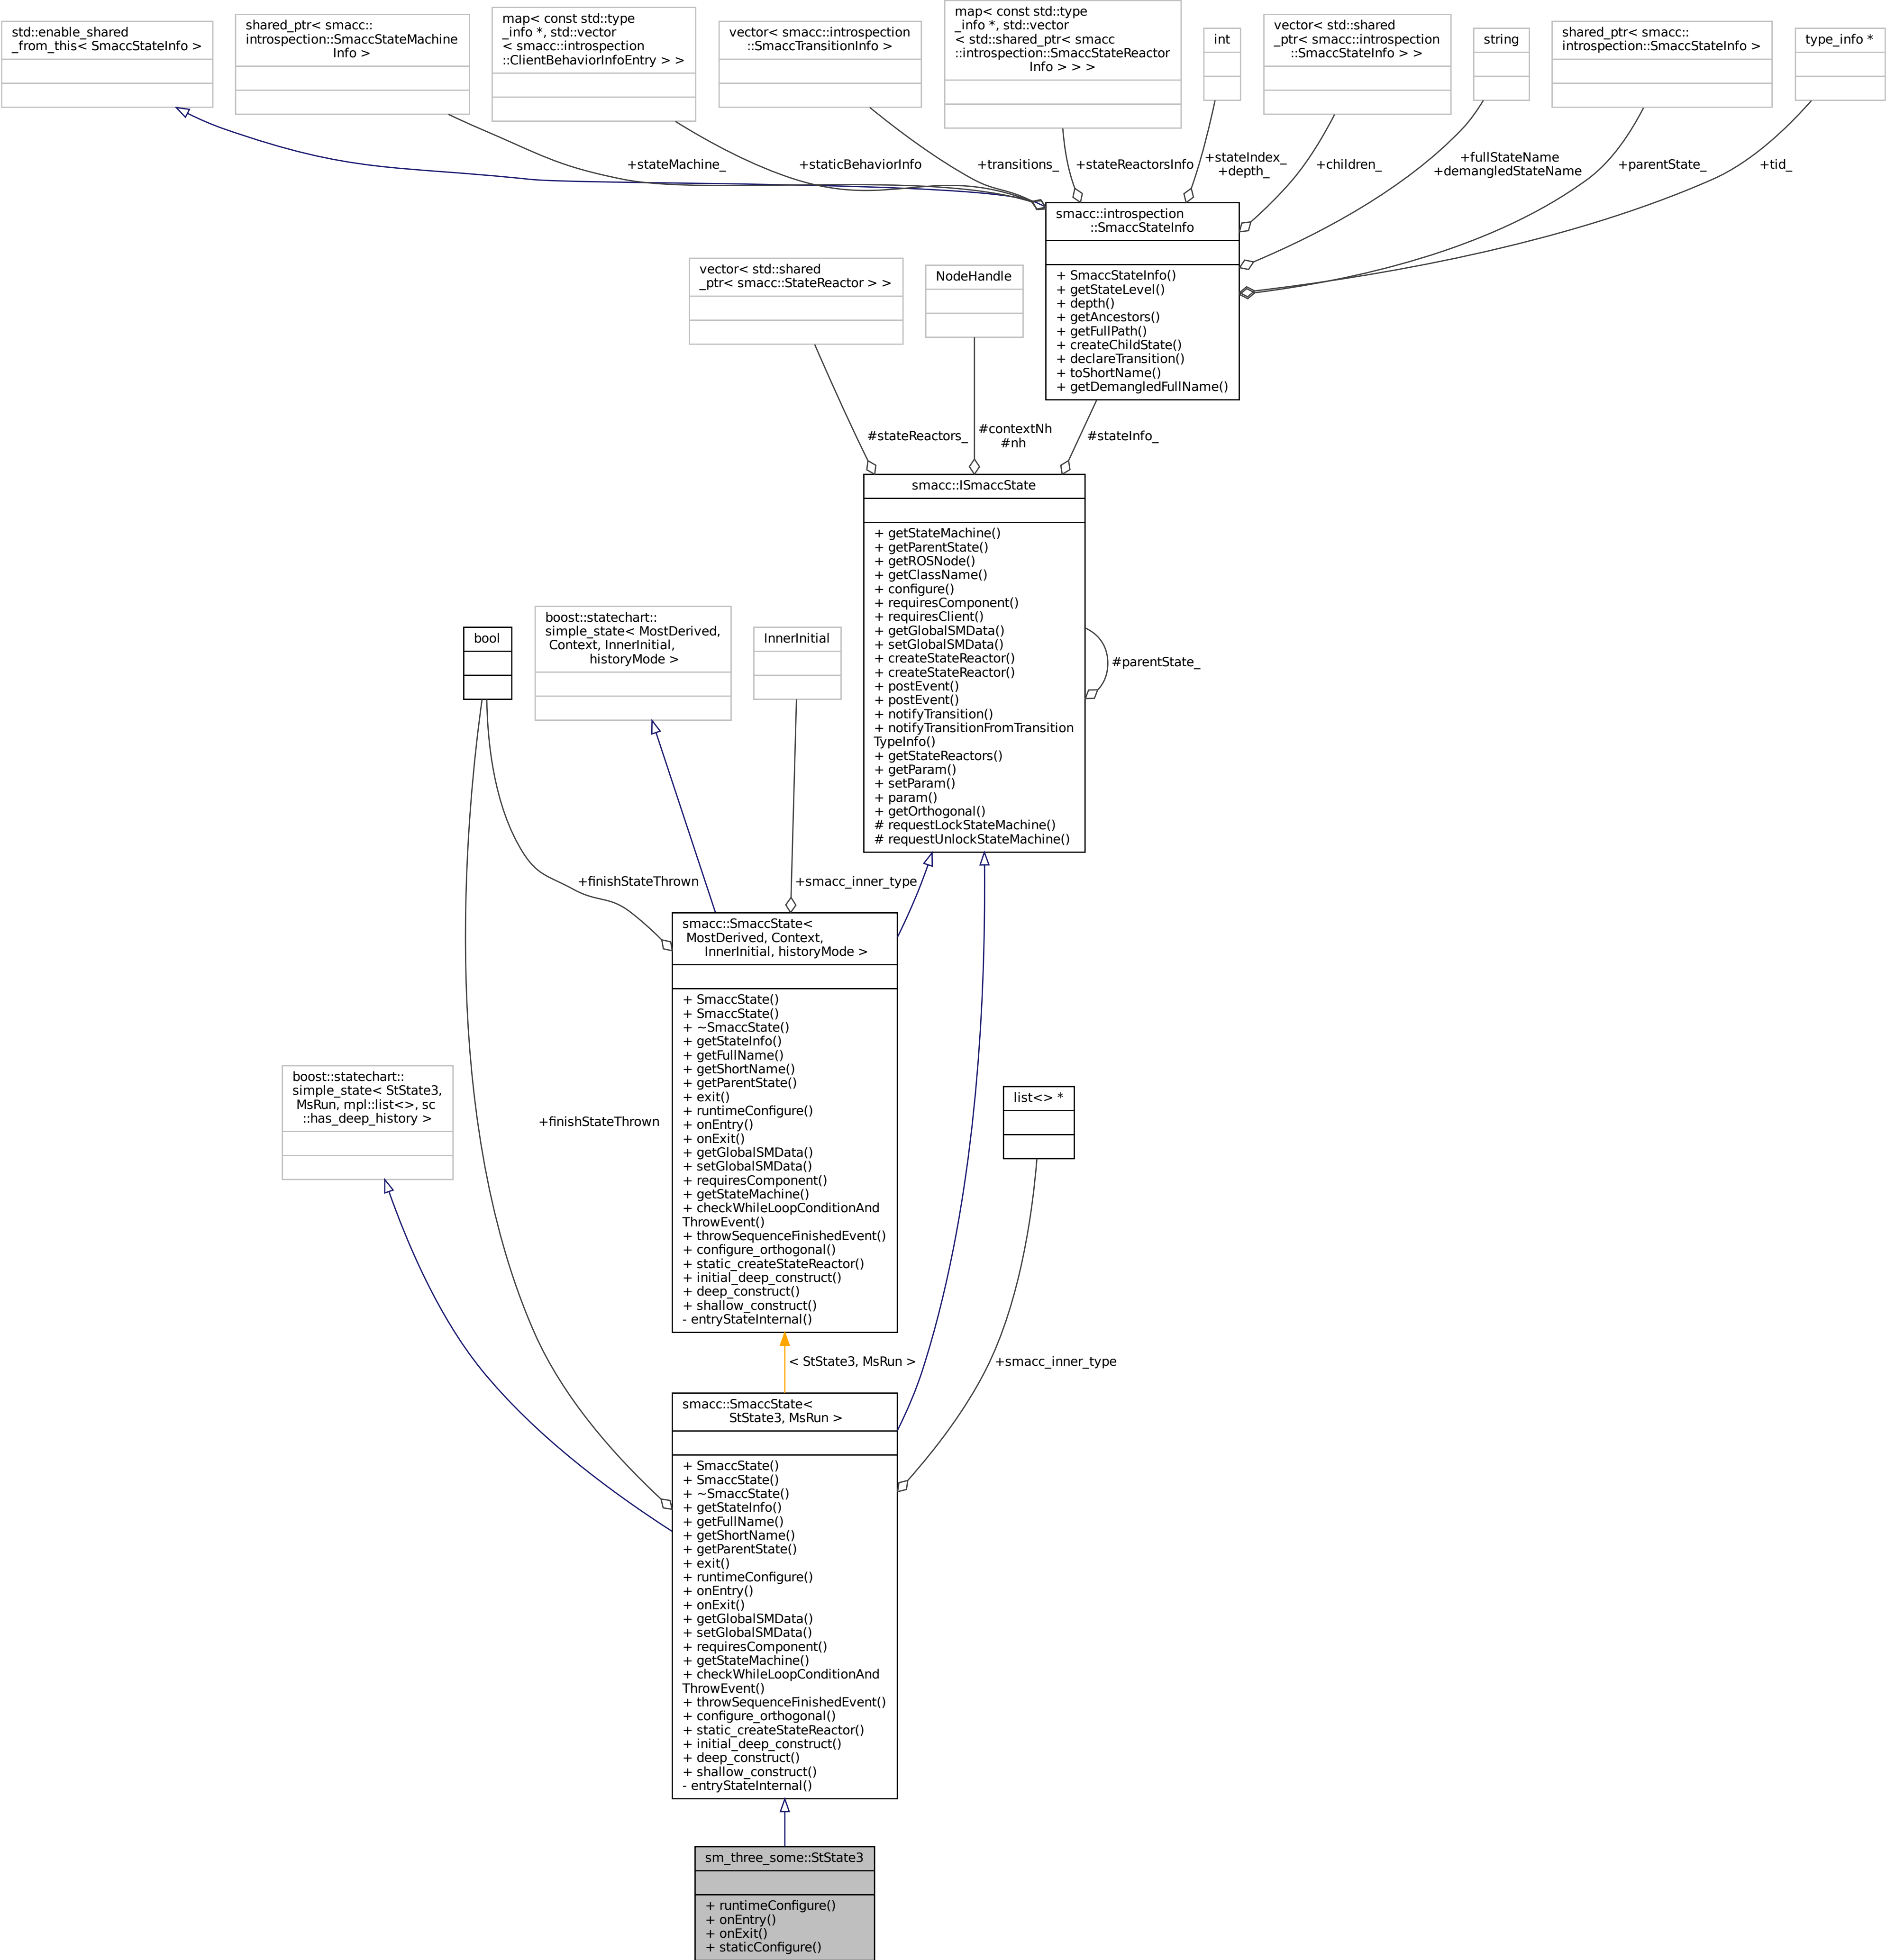 std::enable_shared
_from_this< SmaccStateInfo >
shared_ptr< smacc::
introspection::SmaccStateMachine
Info >
map< const std::type
_info *, std::vector
< smacc::introspection
::ClientBehaviorInfoEntry > >
vector< smacc::introspection
::SmaccTransitionInfo >
map< const std::type
_info *, std::vector
< std::shared_ptr< smacc
::introspection::SmaccStateReactor
Info > > >
int
vector< std::shared
_ptr< smacc::introspection
::SmaccStateInfo > >
string
shared_ptr< smacc::
introspection::SmaccStateInfo >
type_info *
+stateMachine_
+staticBehaviorInfo
+transitions_
+stateReactorsInfo
+stateIndex_
+depth_
+children_
+fullStateName
+demangledStateName
+parentState_
+tid_
smacc::introspection
::SmaccStateInfo
+ SmaccStateInfo()
+ getStateLevel()
+ depth()
+ getAncestors()
+ getFullPath()
+ createChildState()
+ declareTransition()
+ toShortName()
+ getDemangledFullName()
vector< std::shared
_ptr< smacc::StateReactor > >
NodeHandle
#stateReactors_
#contextNh
#nh
#stateInfo_
smacc::ISmaccState
+ getStateMachine()
+ getParentState()
+ getROSNode()
+ getClassName()
+ configure()
+ requiresComponent()
+ requiresClient()
+ getGlobalSMData()
+ setGlobalSMData()
+ createStateReactor()
+ createStateReactor()
+ postEvent()
+ postEvent()
+ notifyTransition()
+ notifyTransitionFromTransition
TypeInfo()
+ getStateReactors()
+ getParam()
+ setParam()
+ param()
+ getOrthogonal()
# requestLockStateMachine()
# requestUnlockStateMachine()
#parentState_
bool
boost::statechart::
simple_state< MostDerived,
Context, InnerInitial,
historyMode >
InnerInitial
+finishStateThrown
+smacc_inner_type
smacc::SmaccState<
MostDerived, Context,
InnerInitial, historyMode >
+ SmaccState()
+ SmaccState()
+ ~SmaccState()
+ getStateInfo()
+ getFullName()
+ getShortName()
+ getParentState()
+ exit()
+ runtimeConfigure()
+ onEntry()
+ onExit()
+ getGlobalSMData()
+ setGlobalSMData()
+ requiresComponent()
+ getStateMachine()
+ checkWhileLoopConditionAnd
ThrowEvent()
+ throwSequenceFinishedEvent()
+ configure_orthogonal()
+ static_createStateReactor()
+ initial_deep_construct()
+ deep_construct()
+ shallow_construct()
- entryStateInternal()
boost::statechart::
simple_state< StState3,
MsRun, mpl::list<>, sc
::has_deep_history >
+finishStateThrown
list<> *
< StState3, MsRun >
+smacc_inner_type
smacc::SmaccState<
StState3, MsRun >
+ SmaccState()
+ SmaccState()
+ ~SmaccState()
+ getStateInfo()
+ getFullName()
+ getShortName()
+ getParentState()
+ exit()
+ runtimeConfigure()
+ onEntry()
+ onExit()
+ getGlobalSMData()
+ setGlobalSMData()
+ requiresComponent()
+ getStateMachine()
+ checkWhileLoopConditionAnd
ThrowEvent()
+ throwSequenceFinishedEvent()
+ configure_orthogonal()
+ static_createStateReactor()
+ initial_deep_construct()
+ deep_construct()
+ shallow_construct()
- entryStateInternal()
sm_three_some::StState3
+ runtimeConfigure()
+ onEntry()
+ onExit()
+ staticConfigure()